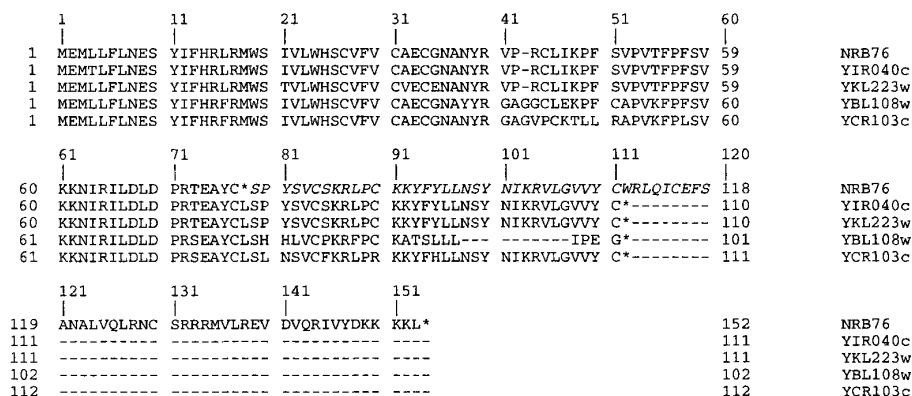 1 11 21 31 41 51 60
| | | | | | |
1 MEMLLFLNES YIFHRLRMWS IVLWHSCVFV CAECGNANYR VP-RCLIKPF SVPVTFPFSV 59 NRB76
1 MEMTLFLNES YIFHRLRMWS IVLWHSCVFV CAECGNANYR VP-RCLIKPF SVPVTFPFSV 59 YIR040c
1 MEMLLFLNES YIFHRLRMWS TVLWHSCVFV CVECENANYR VP-RCLIKPF SVPVTFPFSV 59 YKL223w
1 MEMLLFLNES YIFHRFRMWS IVLWHSCVFV CAECGNAYYR GAGGCLEKPF CAPVKFPFSV 60 YBL108w
1 MEMLLFLNES YIFHRFRMWS IVLWHSCVFV CAECGNAYYR GAGVPCKTLL RAPVKFPLSV 60 YCR103c
61 71 81 91 101 111 120
| | | | | | |
60 KKNIRILDLD PRTEAYC*SP YSVCSKRLPC KKYFYLLNSY NIKRVLGVVY CWRLQICEFS 118 NRB76
60 KKNIRILDLD PRTEAYCLSP YSVCSKRLPC KKYFYLLNSY NIKRVLGVVY C*-------- 110 YIR040c
60 KKNIRILDLD PRTEAYCLSP YSVCSKRLPC KKYFYLLNSY NIKRVLGVVY C*-------- 110 YKL223w
61 KKNIRILDLD PRSEAYCLSH HLVCPKRFPC KATSLLL--- -------IPE G*-------- 101 YBL108w
61 KKNIRILDLD PRSEAYCLSL NSVCFKRLPR KKYFHLLNSY NIKRVLGVVY C*-------- 111 YCR103c
121 131 141 151
| | | |
119 ANALVQLRNC SRRRMVLREV DVQRIVYDKK KKL* 152 NRB76
111 ---------- ---------- ---------- ---- 111 YIR040c
111 ---------- ---------- ---------- ---- 111 YKL223w
102 ---------- ---------- ---------- ---- 102 YBL108w
112 ---------- ---------- ---------- ---- 112 YCR103c